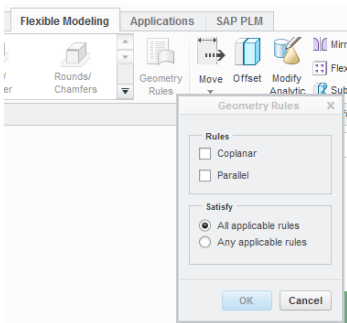 Flexible Modeling Applications SAP PLM
Rounds/
Chamfers
er
Geometry
Rules
Move
Offset
Modify
Analytic
Mirr
Flex
Sub
Geometry Rules X
Rules
Coplanar
Parallel
Satisfy
All applicable rules
Any applicable rules
OK Cancel